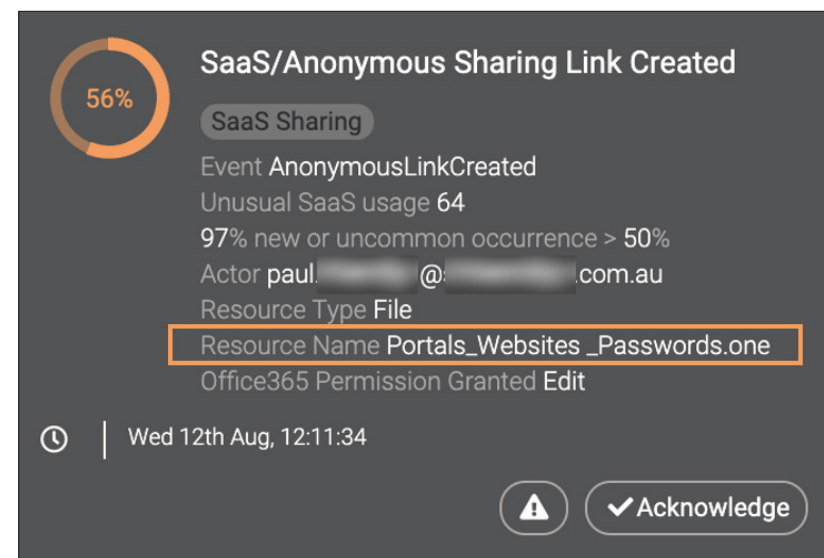 56%
SaaS/Anonymous Sharing Link Created
SaaS Sharing
Event AnonymousLinkCreated
Unusual SaaS usage 64
97% new or uncommon occurrence > 50%
Actor paul. @ .com.au
Resource Type File
Resource Name Portals_Websites _Passwords.one
Office365 Permission Granted Edit
Wed 12th Aug, 12:11:34
Acknowledge